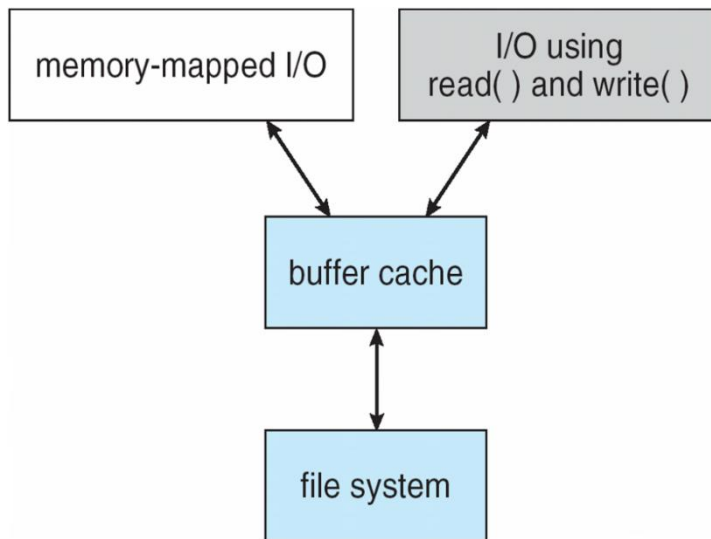 memory-mapped I/O
I/O using
read( ) and write( )
buffer cache
file system